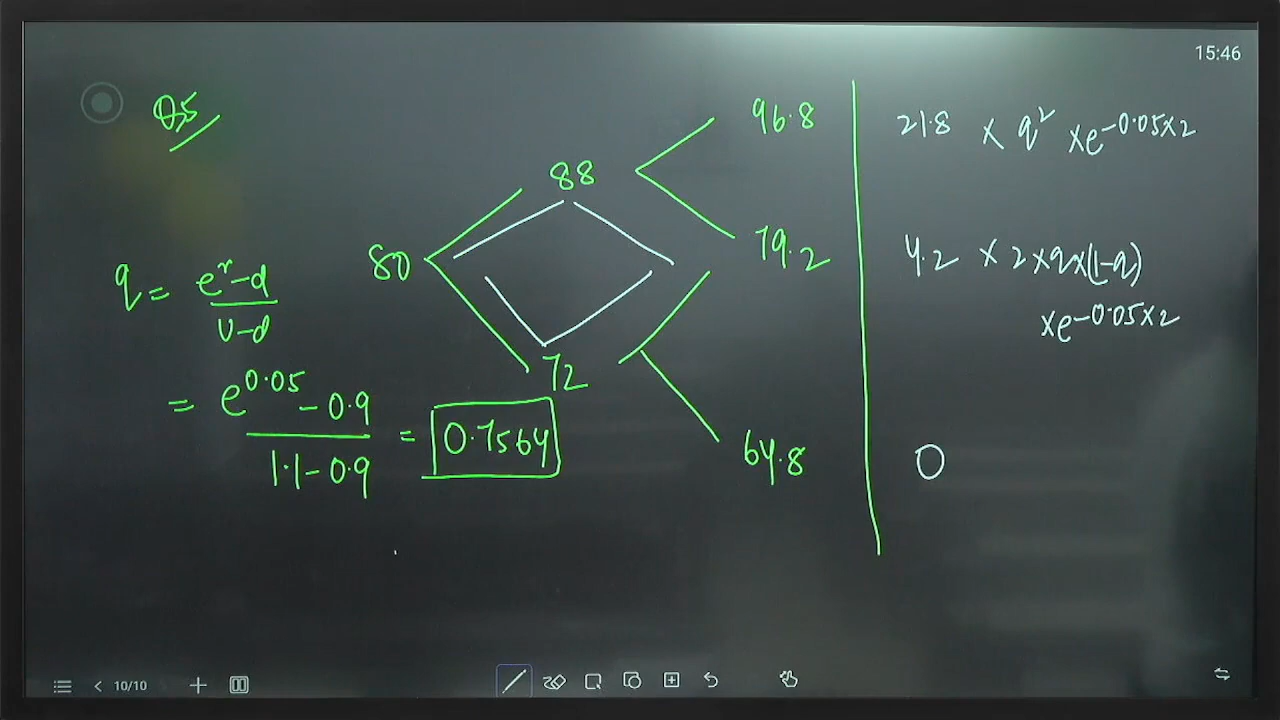 15:46
Q5
96.8
88
79.2
80
72
64.8
q = e^r - d / u - d
= e^0.05 - 0.9 / 1.1 - 0.9 = 0.7564
21.8 × q² × e^-0.05×2
4.2 × 2 × q × (1-q)
× e^-0.05×2
0
10/10